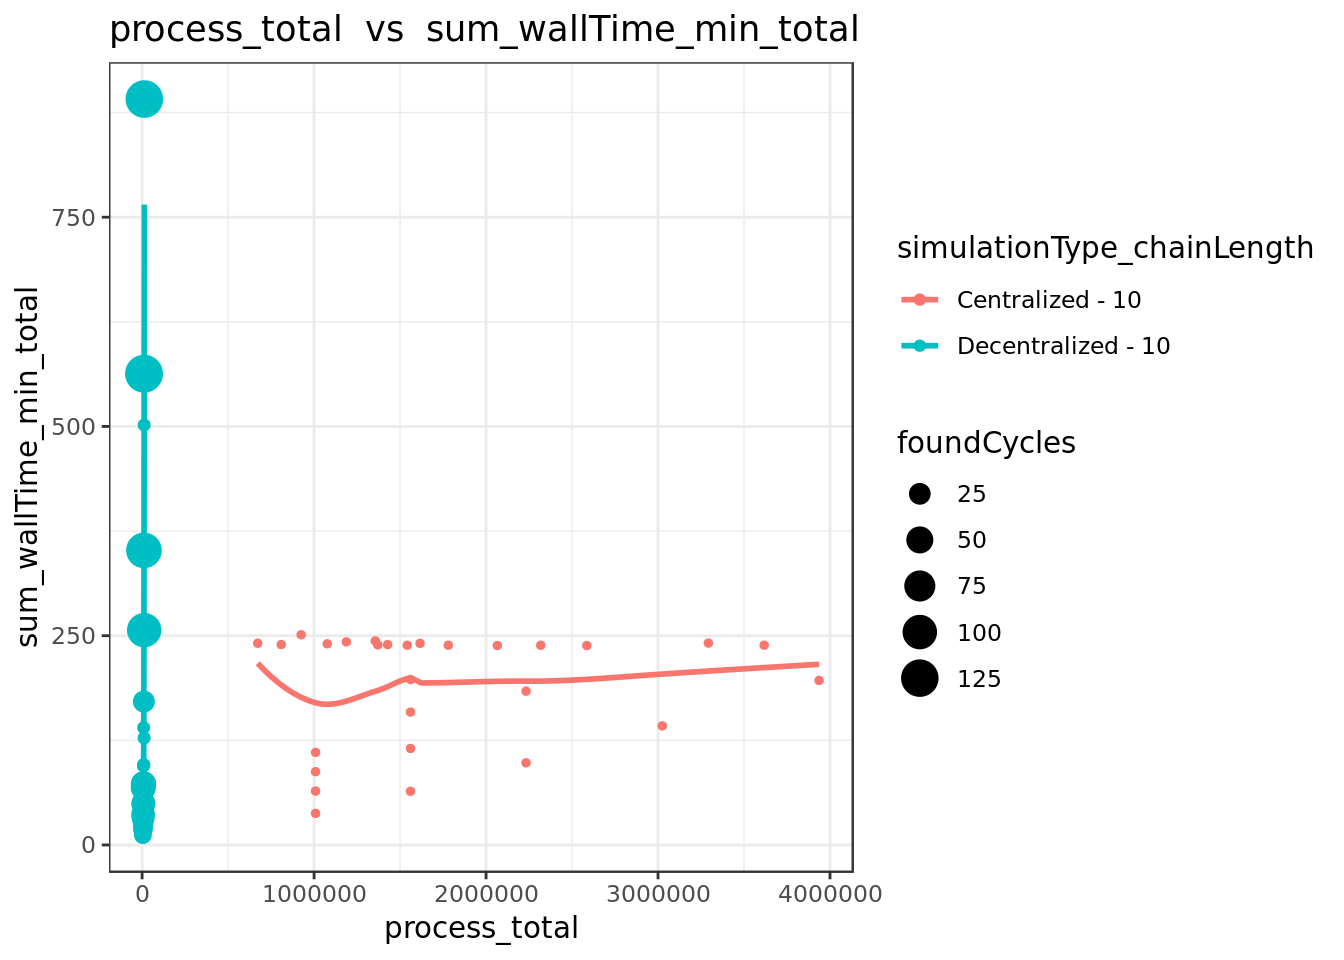 process_total  vs  sum_wallTime_min_total
sum_wallTime_min_total
750
500
250
0
0
1000000
2000000
3000000
4000000
process_total
simulationType_chainLength
Centralized - 10
Decentralized - 10
foundCycles
25
50
75
100
125